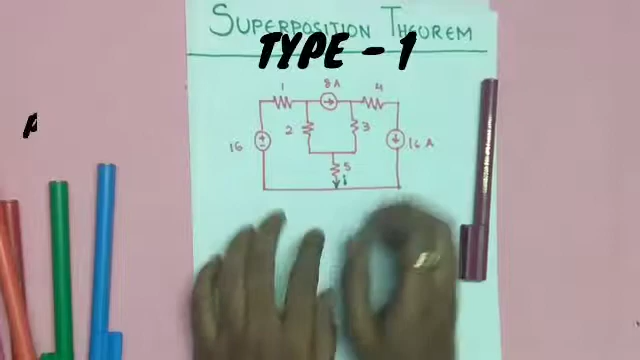 SUPERPOSITION THEOREM
TYPE - 1
1 8A 4
2 3
16 16 A
5
i